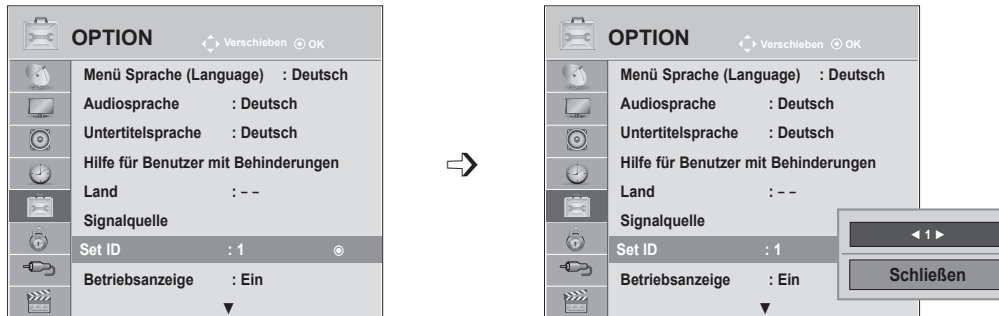 OPTION
Verschieben OK
Menü Sprache (Language) : Deutsch
Audiosprache : Deutsch
Untertitelsprache : Deutsch
Hilfe für Benutzer mit Behinderungen
Land : – –
Signalquelle
Set ID : 1
Betriebsanzeige : Ein
▼
OPTION
Verschieben OK
Menü Sprache (Language) : Deutsch
Audiosprache : Deutsch
Untertitelsprache : Deutsch
Hilfe für Benutzer mit Behinderungen
Land : – –
Signalquelle
Set ID : 1
Betriebsanzeige : Ein
▼
◄ 1 ►
Schließen